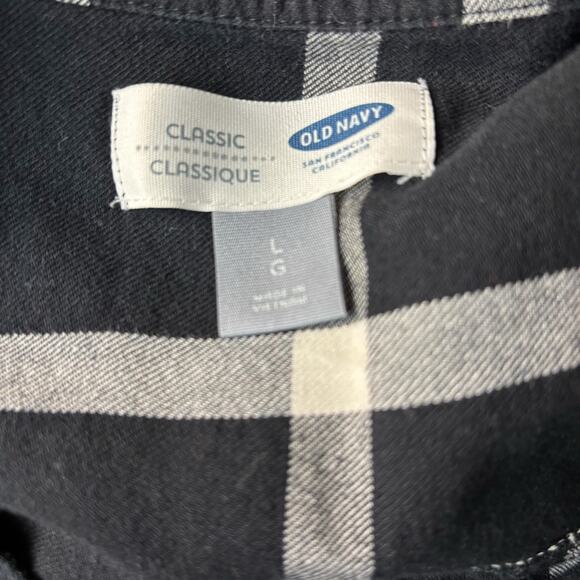 CLASSIC
CLASSIQUE
OLD NAVY
SAN FRANCISCO
CALIFORNIA
L
G
MADE IN
VIETNAM